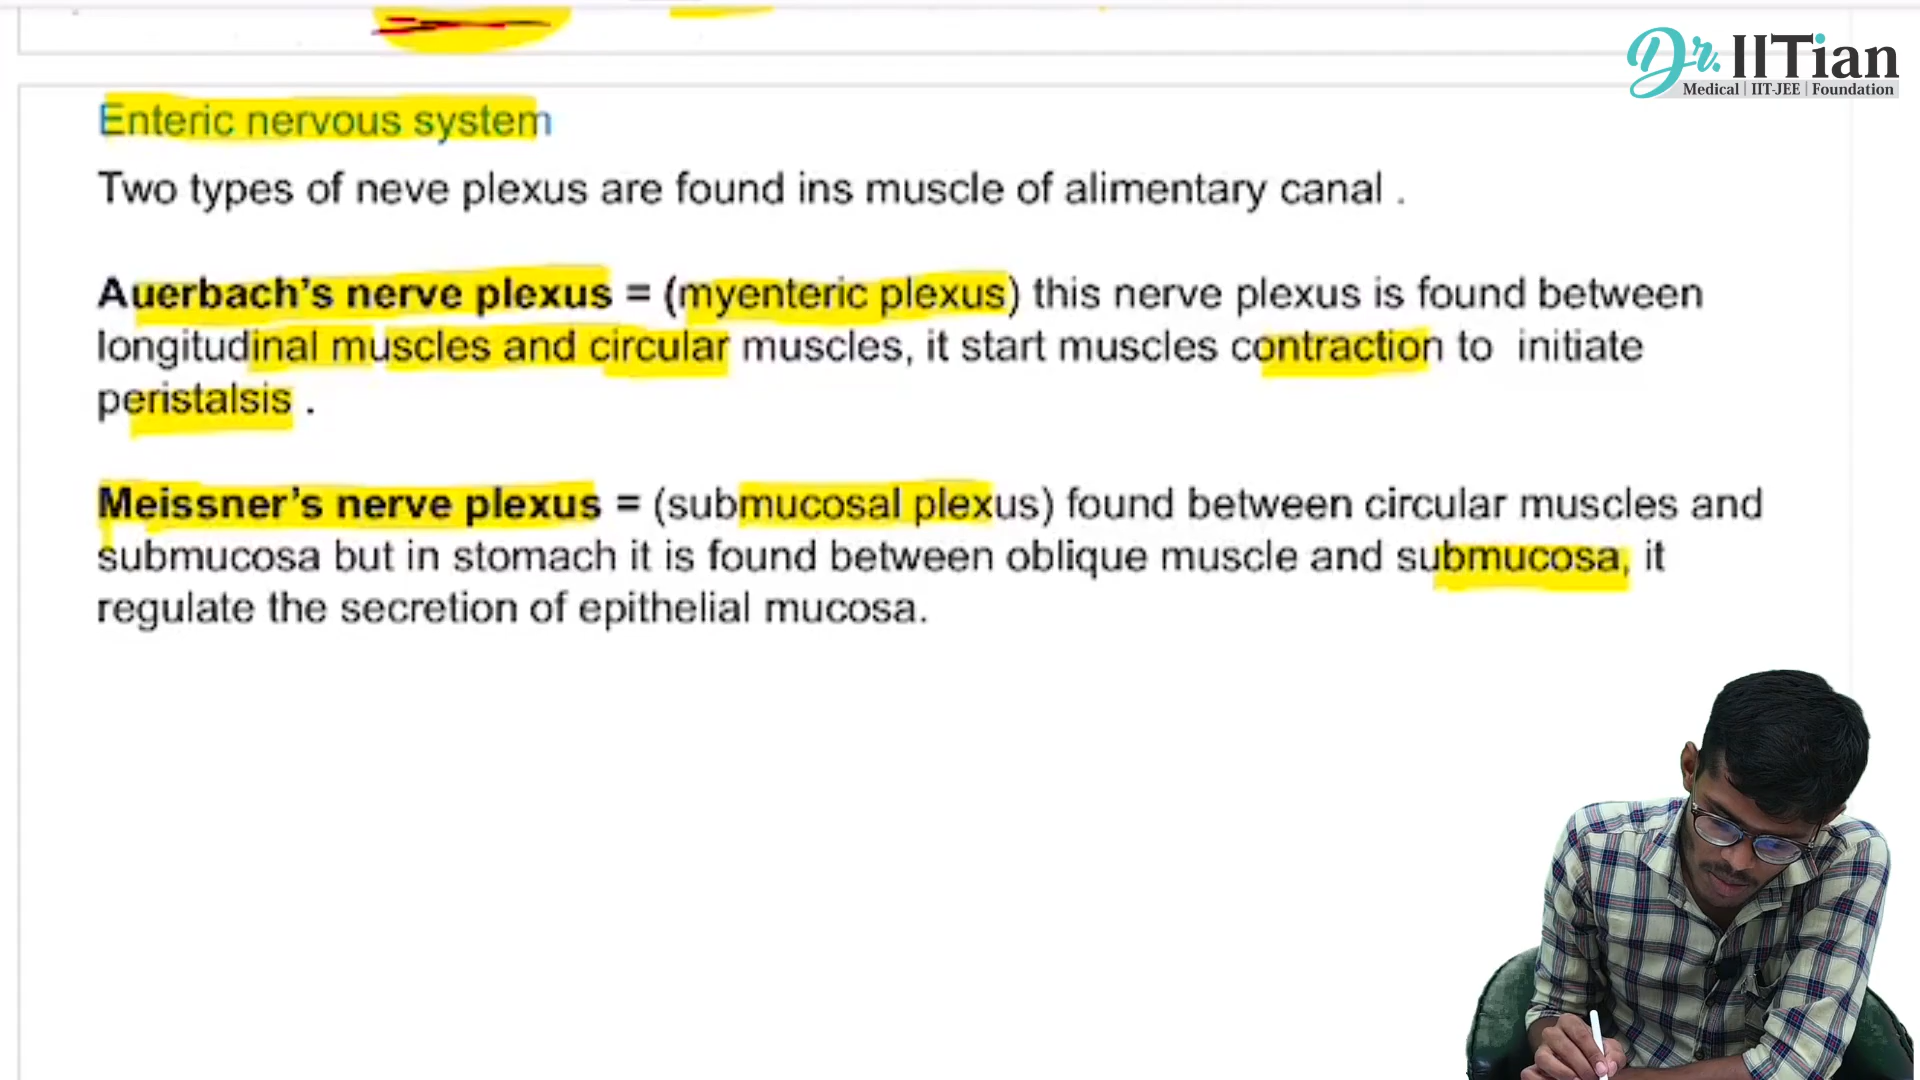 Dr. IITian
Medical | IIT-JEE | Foundation
Enteric nervous system
Two types of neve plexus are found ins muscle of alimentary canal .
Auerbach's nerve plexus = (myenteric plexus) this nerve plexus is found between
longitudinal muscles and circular muscles, it start muscles contraction to initiate
peristalsis .
Meissner's nerve plexus = (submucosal plexus) found between circular muscles and
submucosa but in stomach it is found between oblique muscle and submucosa, it
regulate the secretion of epithelial mucosa.